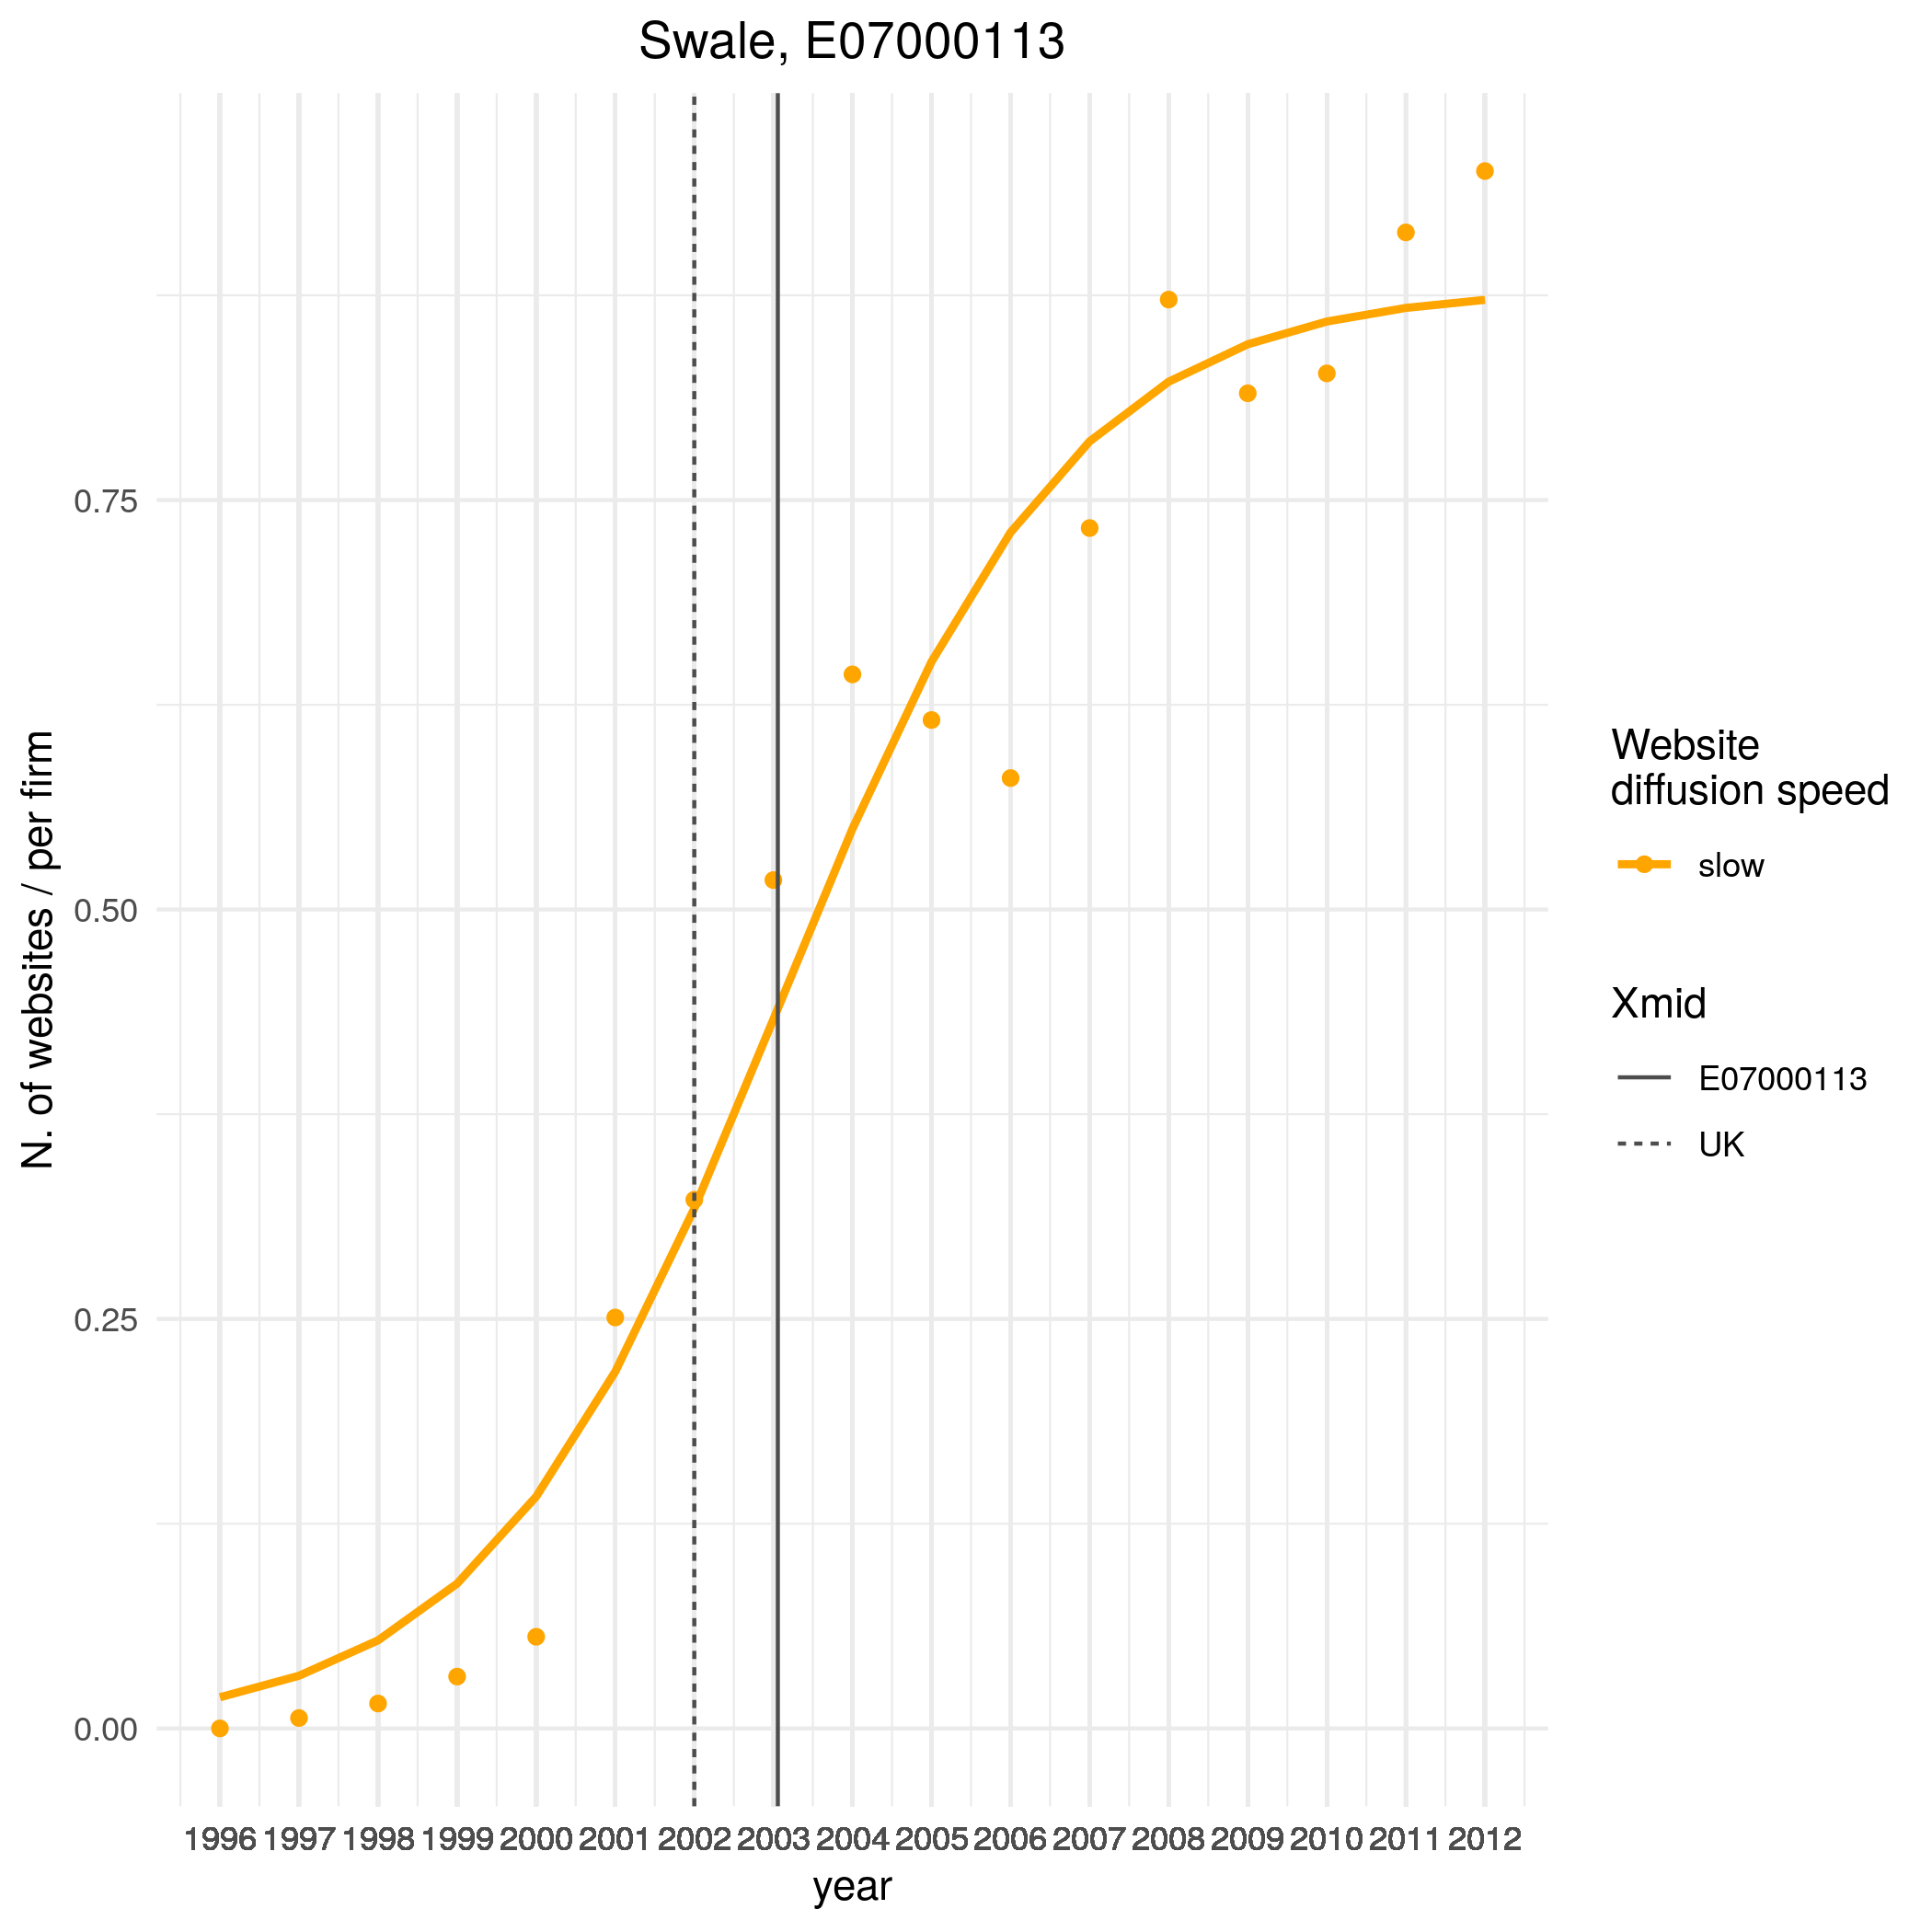 Swale, E07000113
N. of websites / per firm
0.75
0.50
0.25
0.00
1996 1997 1998 1999 2000 2001 2002 2003 2004 2005 2006 2007 2008 2009 2010 2011 2012
year
Website
diffusion speed
slow
Xmid
E07000113
UK